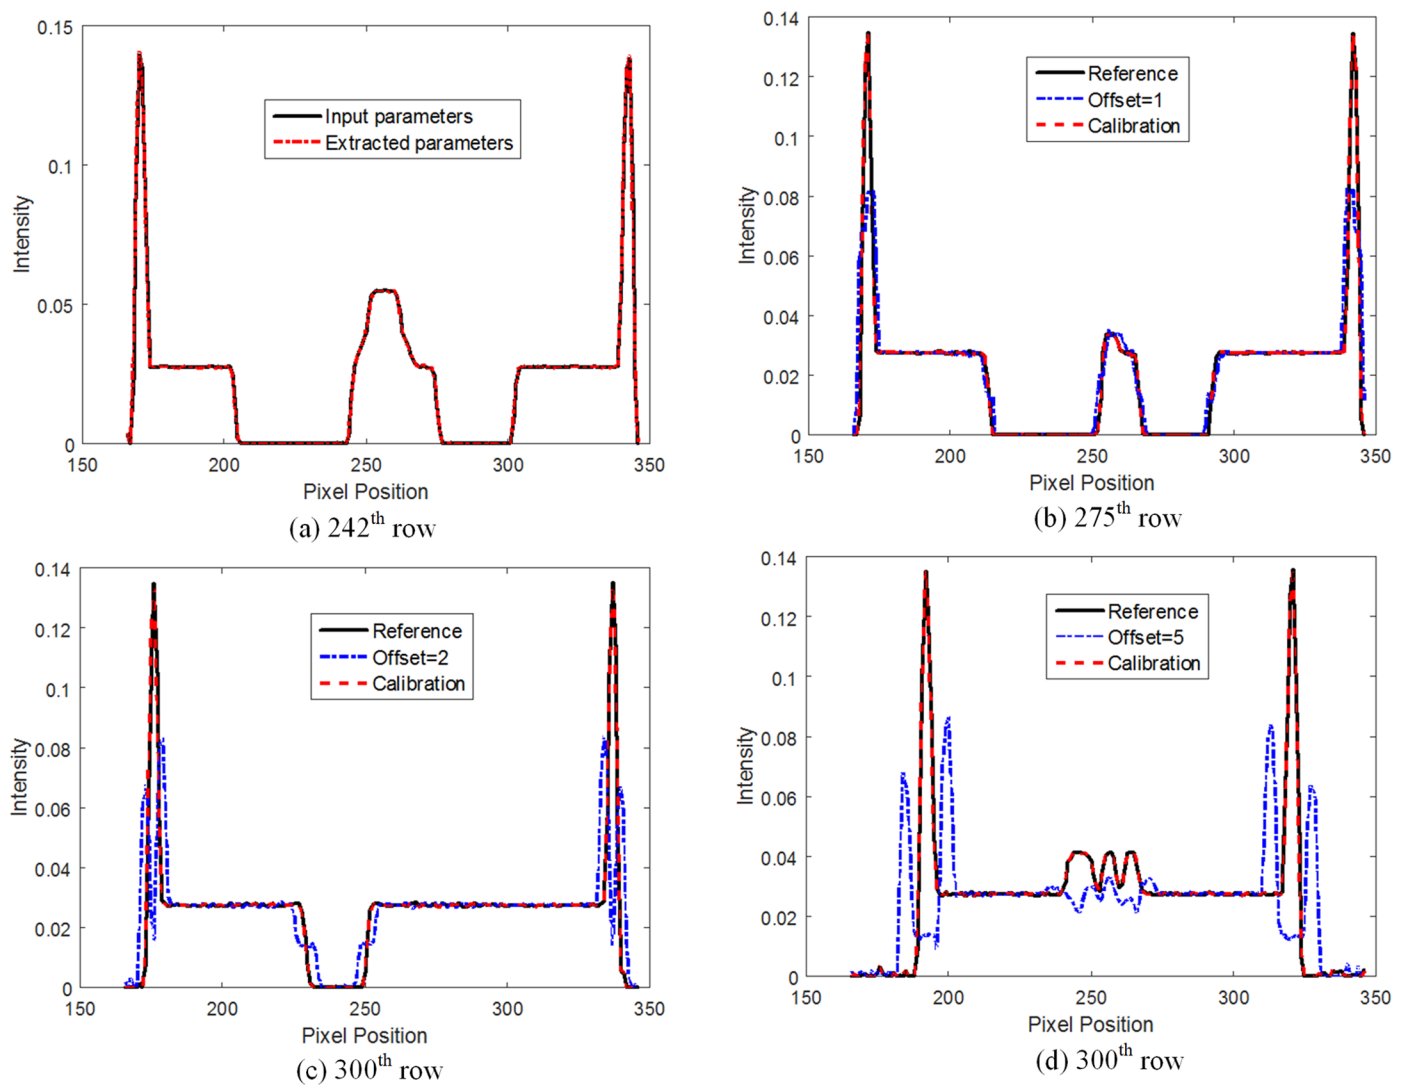 0.15
0.1
0.05
0
Intensity
Input parameters
Extracted parameters
150 200 250 300 350
Pixel Position
(a) 242th row
0.14
0.12
0.1
0.08
0.06
0.04
0.02
0
Intensity
Reference
Offset=1
Calibration
150 200 250 300 350
Pixel Position
(b) 275th row
0.14
0.12
0.1
0.08
0.06
0.04
0.02
0
Intensity
Reference
Offset=2
Calibration
150 200 250 300 350
Pixel Position
(c) 300th row
0.14
0.12
0.1
0.08
0.06
0.04
0.02
0
Intensity
Reference
Offset=5
Calibration
150 200 250 300 350
Pixel Position
(d) 300th row